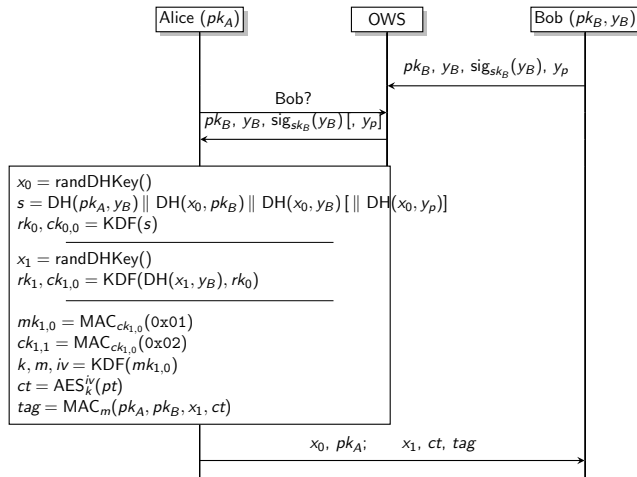 Alice (pk_A) OWS Bob (pk_B, y_B)
pk_B, y_B, sig_{sk_B}(y_B), y_p
Bob?
pk_B, y_B, sig_{sk_B}(y_B) [, y_p]
x_0 = randDHKey()
s = DH(pk_A, y_B) ‖ DH(x_0, pk_B) ‖ DH(x_0, y_B) [ ‖ DH(x_0, y_p)]
rk_0, ck_{0,0} = KDF(s)
x_1 = randDHKey()
rk_1, ck_{1,0} = KDF(DH(x_1, y_B), rk_0)
mk_{1,0} = MAC_{ck_{1,0}}(0x01)
ck_{1,1} = MAC_{ck_{1,0}}(0x02)
k, m, iv = KDF(mk_{1,0})
ct = AES_k^{iv}(pt)
tag = MAC_m(pk_A, pk_B, x_1, ct)
x_0, pk_A; x_1, ct, tag